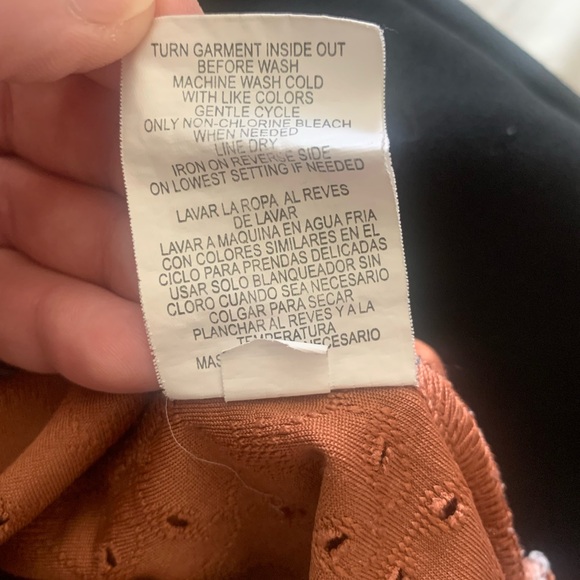 TURN GARMENT INSIDE OUT
BEFORE WASH
MACHINE WASH COLD
WITH LIKE COLORS
GENTLE CYCLE
ONLY NON-CHLORINE BLEACH
WHEN NEEDED
LINE DRY
IRON ON REVERSE SIDE
ON LOWEST SETTING IF NEEDED
LAVAR LA ROPA AL REVES
DE LAVAR
LAVAR A MAQUINA EN AGUA FRIA
CON COLORES SIMILARES EN EL
CICLO PARA PRENDAS DELICADAS
USAR SOLO BLANQUEADOR SIN
CLORO CUANDO SEA NECESARIO
COLGAR PARA SECAR
PLANCHAR AL REVES Y A LA
TEMPERATURA
MAS NECESARIO